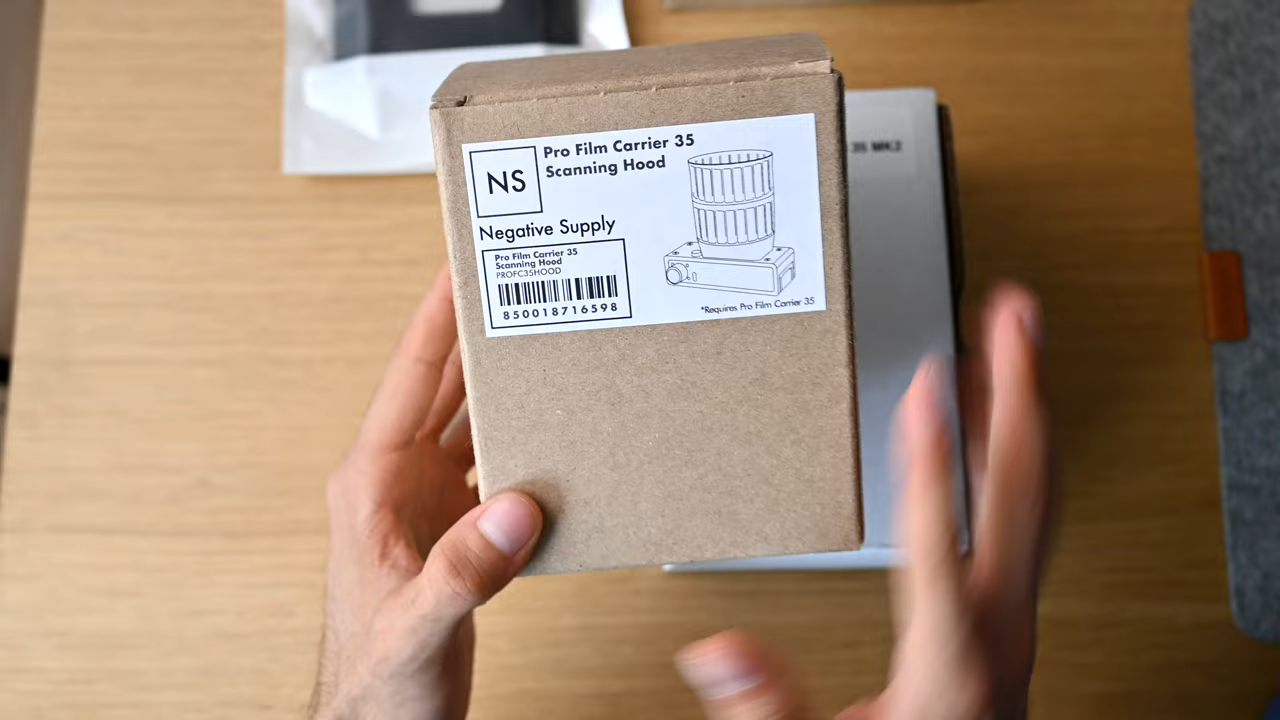 NS
Pro Film Carrier 35
Scanning Hood
Negative Supply
Pro Film Carrier 35
Scanning Hood
PROFC35HOOD
850018716598
*Requires Pro Film Carrier 35
35 MK2